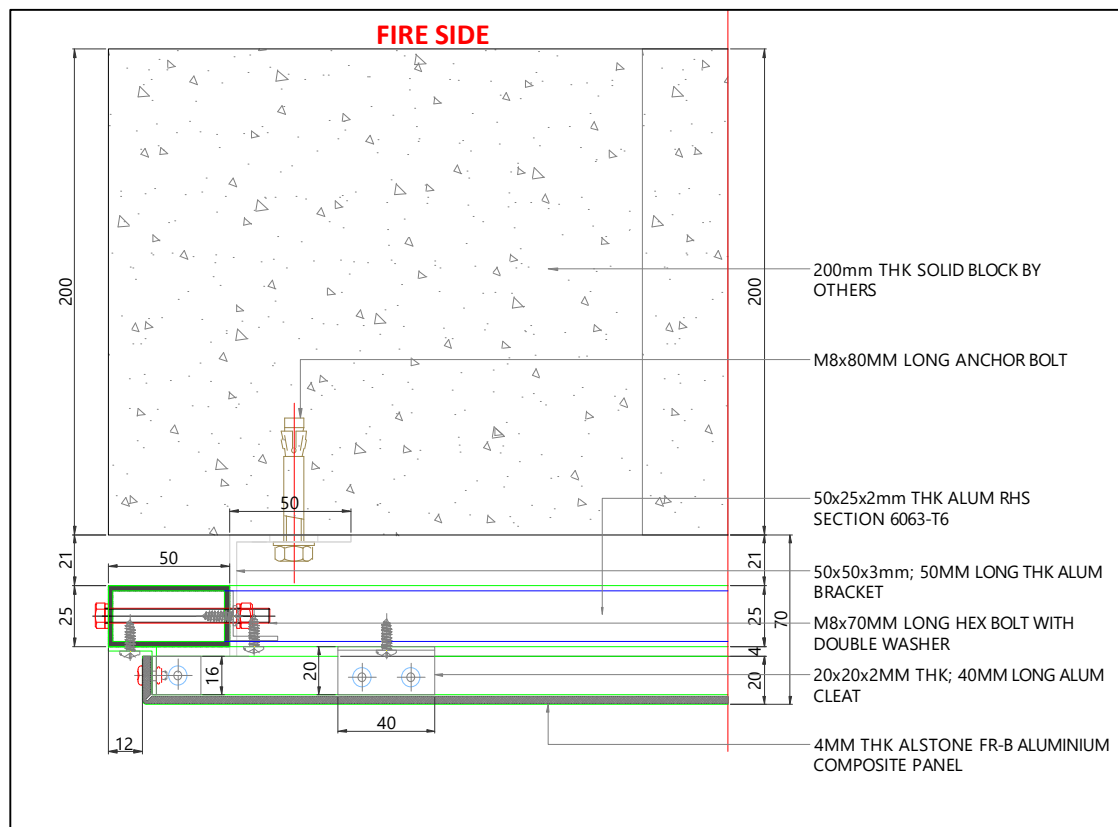 FIRE SIDE
200
200
200mm THK SOLID BLOCK BY
OTHERS
M8x80MM LONG ANCHOR BOLT
50
50x25x2mm THK ALUM RHS
SECTION 6063-T6
21
50
21
50x50x3mm; 50MM LONG THK ALUM
BRACKET
25
25
70
M8x70MM LONG HEX BOLT WITH
DOUBLE WASHER
4
16
20
20
20x20x2MM THK; 40MM LONG ALUM
CLEAT
40
12
4MM THK ALSTONE FR-B ALUMINIUM
COMPOSITE PANEL